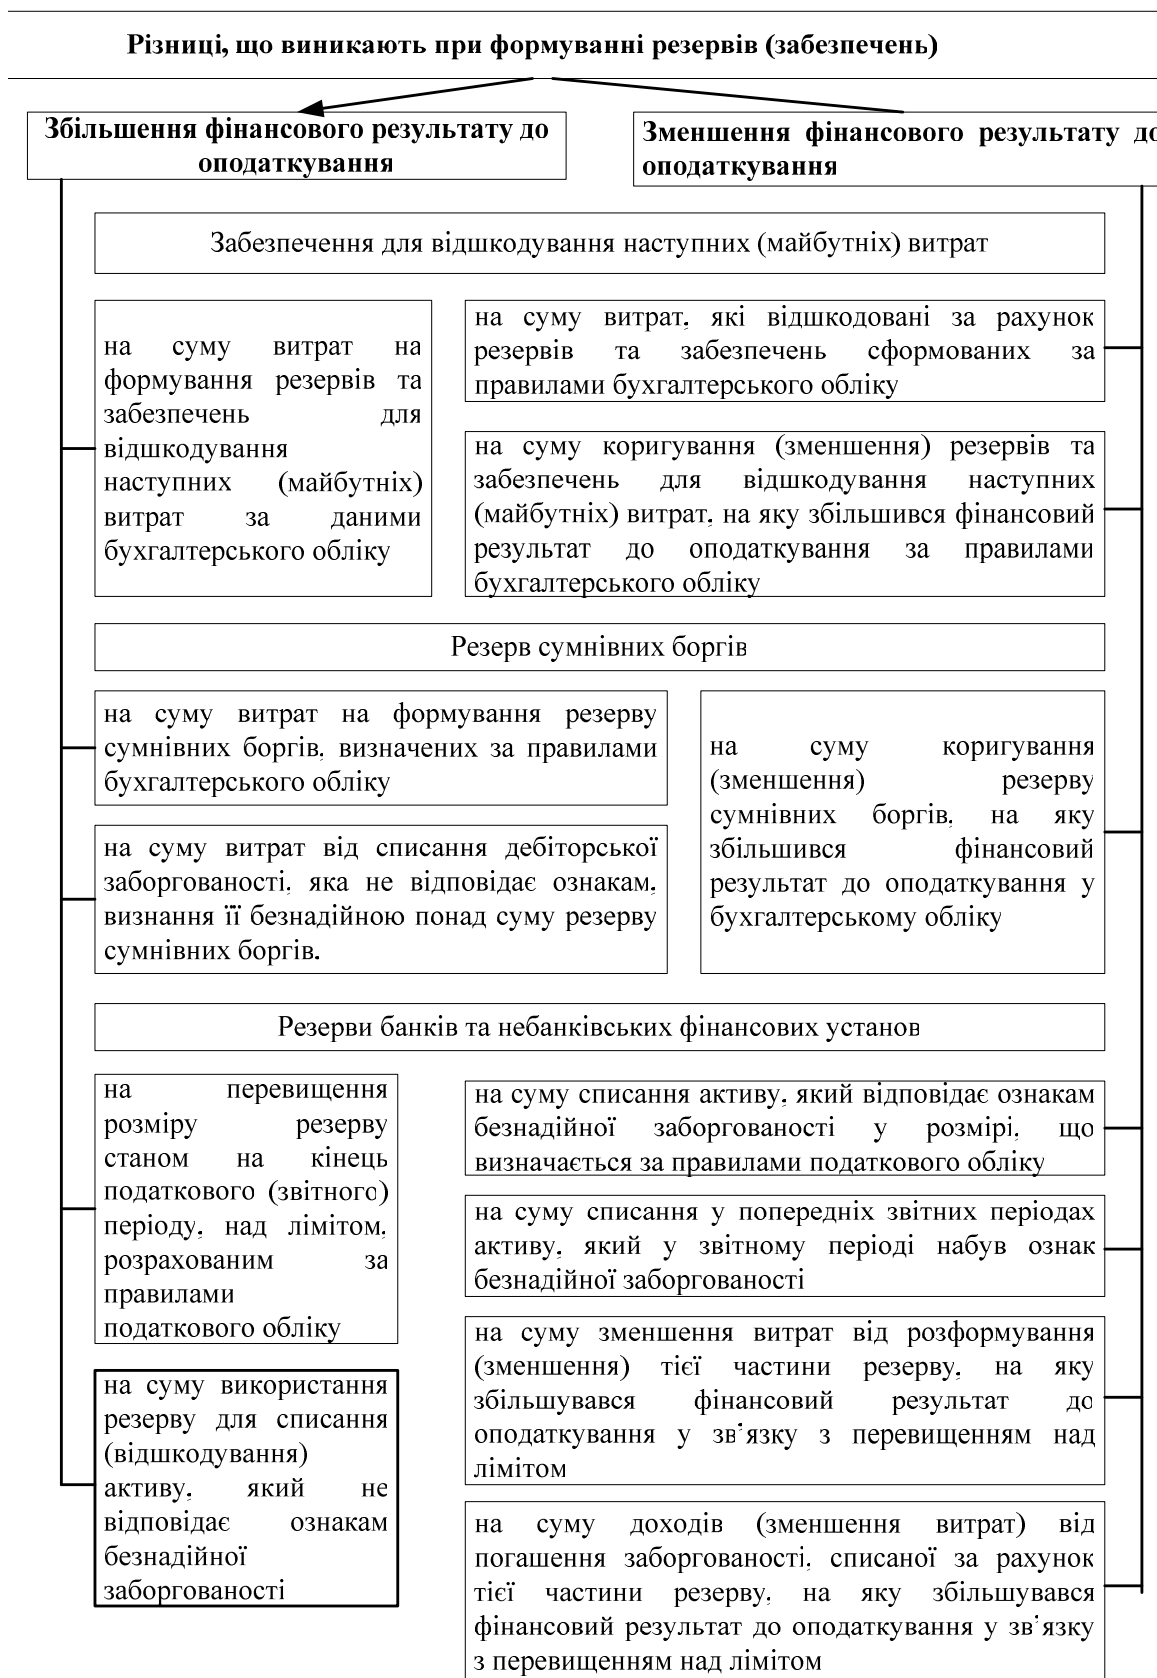 Різниці, що виникають при формуванні резервів (забезпечень)
Збільшення фінансового результату до
оподаткування
Зменшення фінансового результату до
оподаткування
Забезпечення для відшкодування наступних (майбутніх) витрат
на суму витрат на
формування резервів та
забезпечень для
відшкодування
наступних (майбутніх)
витрат за даними
бухгалтерського обліку
на суму витрат, які відшкодовані за рахунок
резервів та забезпечень сформованих за
правилами бухгалтерського обліку
на суму коригування (зменшення) резервів та
забезпечень для відшкодування наступних
(майбутніх) витрат, на яку збільшився фінансовий
результат до оподаткування за правилами
бухгалтерського обліку
Резерв сумнівних боргів
на суму витрат на формування резерву
сумнівних боргів, визначених за правилами
бухгалтерського обліку
на суму витрат від списання дебіторської
заборгованості, яка не відповідає ознакам,
визнання її безнадійною понад суму резерву
сумнівних боргів.
на суму коригування
(зменшення) резерву
сумнівних боргів, на яку
збільшився фінансовий
результат до оподаткування у
бухгалтерському обліку
Резерви банків та небанківських фінансових установ
на перевищення
розміру резерву
станом на кінець
податкового (звітного)
періоду, над лімітом,
розрахованим за
правилами
податкового обліку
на суму використання
резерву для списання
(відшкодування)
активу, який не
відповідає ознакам
безнадійної
заборгованості
на суму списання активу, який відповідає ознакам
безнадійної заборгованості у розмірі, що
визначається за правилами податкового обліку
на суму списання у попередніх звітних періодах
активу, який у звітному періоді набув ознак
безнадійної заборгованості
на суму зменшення витрат від розформування
(зменшення) тієї частини резерву, на яку
збільшувався фінансовий результат до
оподаткування у зв'язку з перевищенням над
лімітом
на суму доходів (зменшення витрат) від
погашення заборгованості, списаної за рахунок
тієї частини резерву, на яку збільшувався
фінансовий результат до оподаткування у зв'язку
з перевищенням над лімітом